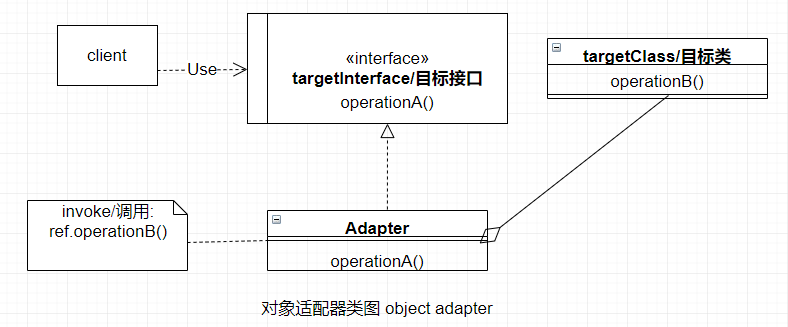 client
Use
«interface»
targetInterface/目标接口
operationA()
targetClass/目标类
operationB()
invoke/调用:
ref.operationB()
Adapter
operationA()
对象适配器类图 object adapter